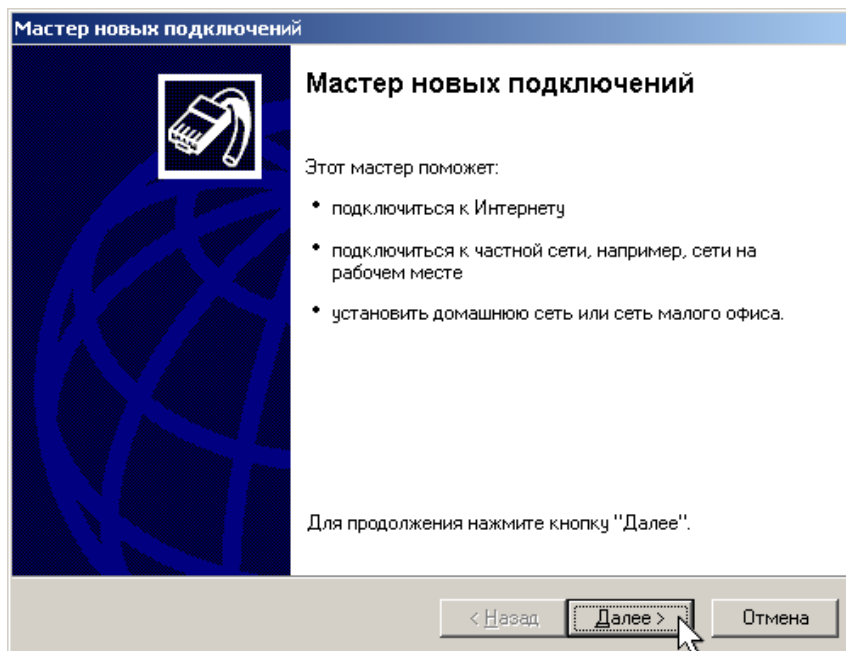 Мастер новых подключений
Мастер новых подключений
Этот мастер поможет:
• подключиться к Интернету
• подключиться к частной сети, например, сети на
рабочем месте
• установить домашнюю сеть или сеть малого офиса.
Для продолжения нажмите кнопку "Далее".
< Назад
Далее >
Отмена